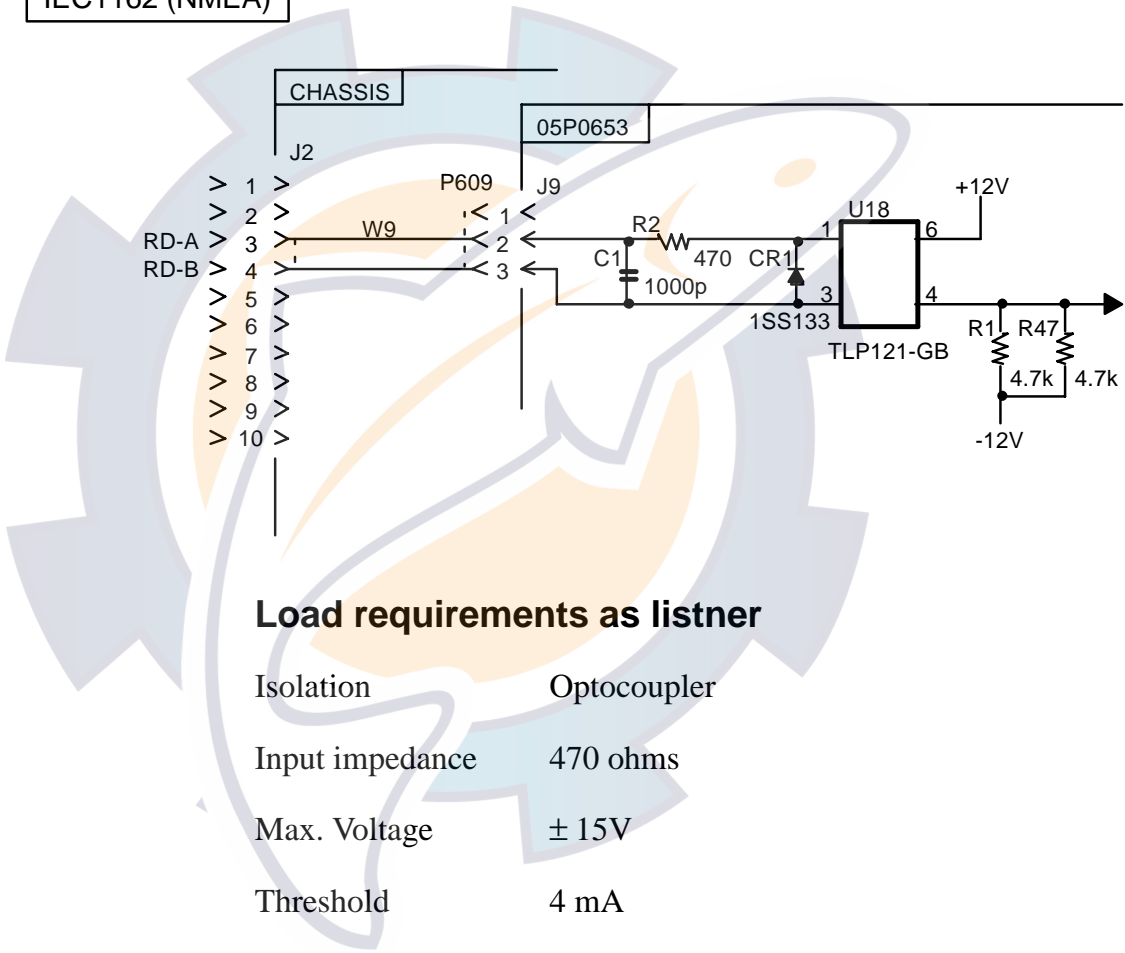 IEC1162 (NMEA)
CHASSIS
05P0653
J2
P609
J9
+12V
1
2
3
4
5
6
7
8
9
10
RD-A
RD-B
W9
1
2
3
R2
470
C1
1000p
CR1
1SS133
U18
1
6
3
4
TLP121-GB
R1
R47
4.7k
4.7k
-12V
Load requirements as listner
Isolation Optocoupler
Input impedance 470 ohms
Max. Voltage ± 15V
Threshold 4 mA